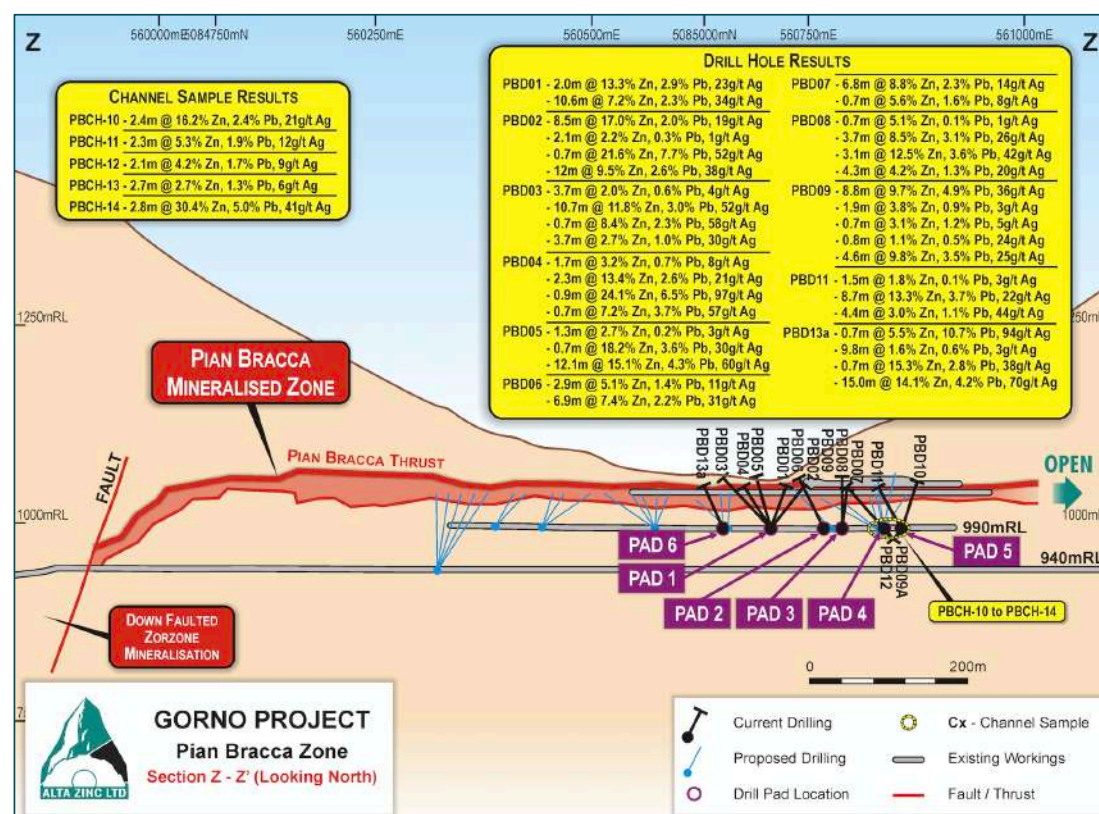 Z
560000mE
5084750mN
560250mE
560500mE
5085000mN
560750mE
561000mE
Z'
CHANNEL SAMPLE RESULTS
PBCH-10 - 2.4m @ 16.2% Zn, 2.4% Pb, 21g/t Ag
PBCH-11 - 2.3m @ 5.3% Zn, 1.9% Pb, 12g/t Ag
PBCH-12 - 2.1m @ 4.2% Zn, 1.7% Pb, 9g/t Ag
PBCH-13 - 2.7m @ 2.7% Zn, 1.3% Pb, 6g/t Ag
PBCH-14 - 2.8m @ 30.4% Zn, 5.0% Pb, 41g/t Ag
DRILL HOLE RESULTS
PBD01 - 2.0m @ 13.3% Zn, 2.9% Pb, 23g/t Ag
- 10.6m @ 7.2% Zn, 2.3% Pb, 34g/t Ag
PBD02 - 8.5m @ 17.0% Zn, 2.0% Pb, 19g/t Ag
- 2.1m @ 2.2% Zn, 0.3% Pb, 1g/t Ag
- 0.7m @ 21.6% Zn, 7.7% Pb, 52g/t Ag
- 12m @ 9.5% Zn, 2.6% Pb, 38g/t Ag
PBD03 - 3.7m @ 2.0% Zn, 0.6% Pb, 4g/t Ag
- 10.7m @ 11.8% Zn, 3.0% Pb, 52g/t Ag
- 0.7m @ 8.4% Zn, 2.3% Pb, 58g/t Ag
- 3.7m @ 2.7% Zn, 1.0% Pb, 30g/t Ag
PBD04 - 1.7m @ 3.2% Zn, 0.7% Pb, 8g/t Ag
- 2.3m @ 13.4% Zn, 2.6% Pb, 21g/t Ag
- 0.9m @ 24.1% Zn, 6.5% Pb, 97g/t Ag
- 0.7m @ 7.2% Zn, 3.7% Pb, 57g/t Ag
PBD05 - 1.3m @ 2.7% Zn, 0.2% Pb, 3g/t Ag
- 0.7m @ 18.2% Zn, 3.6% Pb, 30g/t Ag
- 12.1m @ 15.1% Zn, 4.3% Pb, 60g/t Ag
PBD06 - 2.9m @ 5.1% Zn, 1.4% Pb, 11g/t Ag
- 6.9m @ 7.4% Zn, 2.2% Pb, 31g/t Ag
PBD07 - 6.8m @ 8.8% Zn, 2.3% Pb, 14g/t Ag
- 0.7m @ 5.6% Zn, 1.6% Pb, 8g/t Ag
PBD08 - 0.7m @ 5.1% Zn, 0.1% Pb, 1g/t Ag
- 3.7m @ 8.5% Zn, 3.1% Pb, 26g/t Ag
- 3.1m @ 12.5% Zn, 3.6% Pb, 42g/t Ag
- 4.3m @ 4.2% Zn, 1.3% Pb, 20g/t Ag
PBD09 - 8.8m @ 9.7% Zn, 4.9% Pb, 36g/t Ag
- 1.9m @ 3.8% Zn, 0.9% Pb, 3g/t Ag
- 0.7m @ 3.1% Zn, 1.2% Pb, 5g/t Ag
- 0.8m @ 1.1% Zn, 0.5% Pb, 24g/t Ag
- 4.6m @ 9.8% Zn, 3.5% Pb, 25g/t Ag
PBD11 - 1.5m @ 1.8% Zn, 0.1% Pb, 3g/t Ag
- 8.7m @ 13.3% Zn, 3.7% Pb, 22g/t Ag
- 4.4m @ 3.0% Zn, 1.1% Pb, 44g/t Ag
PBD13a - 0.7m @ 5.5% Zn, 10.7% Pb, 94g/t Ag
- 9.8m @ 1.6% Zn, 0.6% Pb, 3g/t Ag
- 0.7m @ 15.3% Zn, 2.8% Pb, 38g/t Ag
- 15.0m @ 14.1% Zn, 4.2% Pb, 70g/t Ag
1250mRL
PIAN BRACCA
MINERALISED ZONE
PIAN BRACCA THRUST
FAULT
PBD13a
PBD03
PBD04
PBD05
PBD01
PBD06
PBD02
PBD09
PBD08
PBD07
PBD11
PBD10
OPEN
1000mRL
990mRL
940mRL
PAD 6
PAD 1
PAD 2
PAD 3
PAD 4
PAD 5
PBD12
PBD09A
PBCH-10 to PBCH-14
DOWN FAULTED
ZORZONE
MINERALISATION
0
200m
ALTA ZINC LTD
GORNO PROJECT
Pian Bracca Zone
Section Z - Z' (Looking North)
Current Drilling
Proposed Drilling
Drill Pad Location
Cx - Channel Sample
Existing Workings
Fault / Thrust